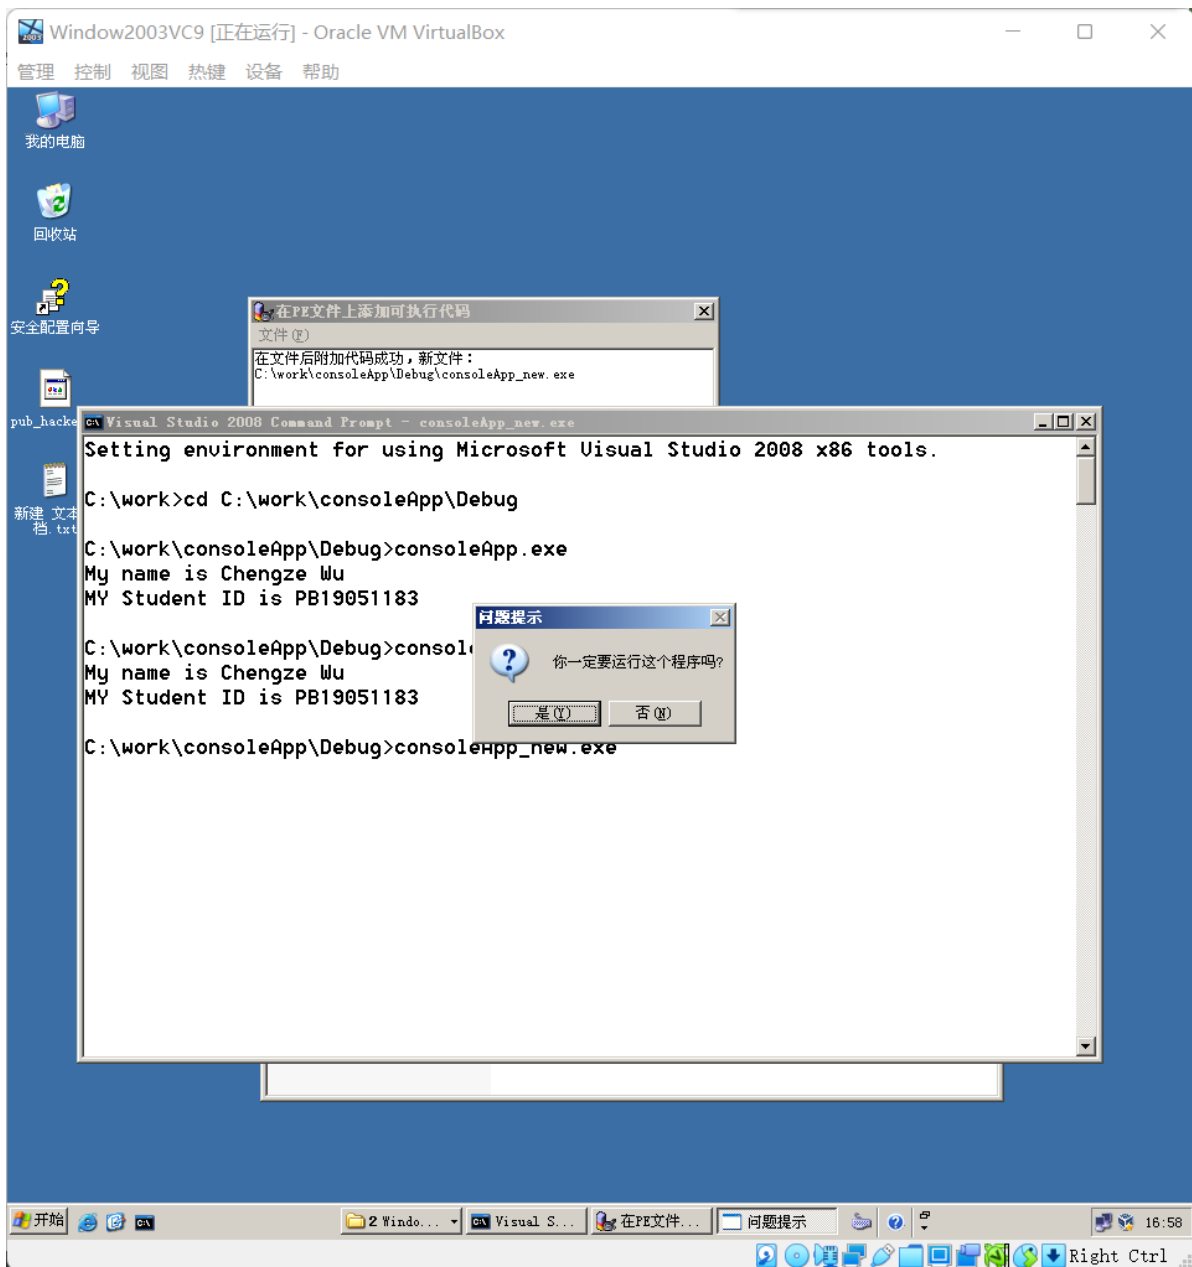 Window2003VC9 [正在运行] - Oracle VM VirtualBox
管理 控制 视图 热键 设备 帮助
我的电脑
回收站
安全配置向导
pub_hacke
新建 文本
档.txt
在PE文件上添加可执行代码
文件(F)
在文件后附加代码成功，新文件：
C:\work\consoleApp\Debug\consoleApp_new.exe
Visual Studio 2008 Command Prompt - consoleApp_new.exe
Setting environment for using Microsoft Visual Studio 2008 x86 tools.
C:\work>cd C:\work\consoleApp\Debug
C:\work\consoleApp\Debug>consoleApp.exe
My name is Chengze Wu
MY Student ID is PB19051183
C:\work\consoleApp\Debug>consol
My name is Chengze Wu
MY Student ID is PB19051183
C:\work\consoleApp\Debug>consoleApp_new.exe
问题提示
你一定要运行这个程序吗?
是(Y) 否(N)
开始 2 Windo... Visual S... 在PE文件... 问题提示 16:58
Right Ctrl